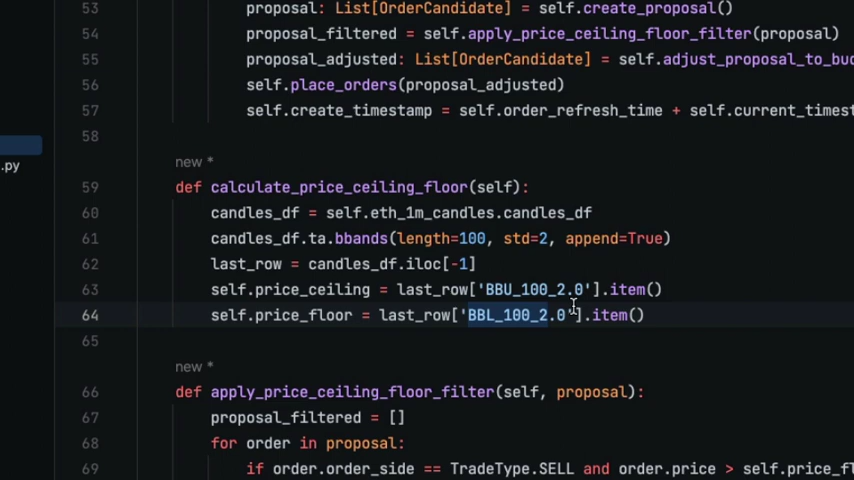 53 proposal: List[OrderCandidate] = self.create_proposal()
54 proposal_filtered = self.apply_price_ceiling_floor_filter(proposal)
55 proposal_adjusted: List[OrderCandidate] = self.adjust_proposal_to_bud
56 self.place_orders(proposal_adjusted)
57 self.create_timestamp = self.order_refresh_time + self.current_timest
58
.py
new *
59 def calculate_price_ceiling_floor(self):
60 candles_df = self.eth_1m_candles.candles_df
61 candles_df.ta.bbands(length=100, std=2, append=True)
62 last_row = candles_df.iloc[-1]
63 self.price_ceiling = last_row['BBU_100_2.0'].item()
64 self.price_floor = last_row['BBL_100_2.0'].item()
65
new *
66 def apply_price_ceiling_floor_filter(self, proposal):
67 proposal_filtered = []
68 for order in proposal:
69 if order.order_side == TradeType.SELL and order.price > self.price_fl